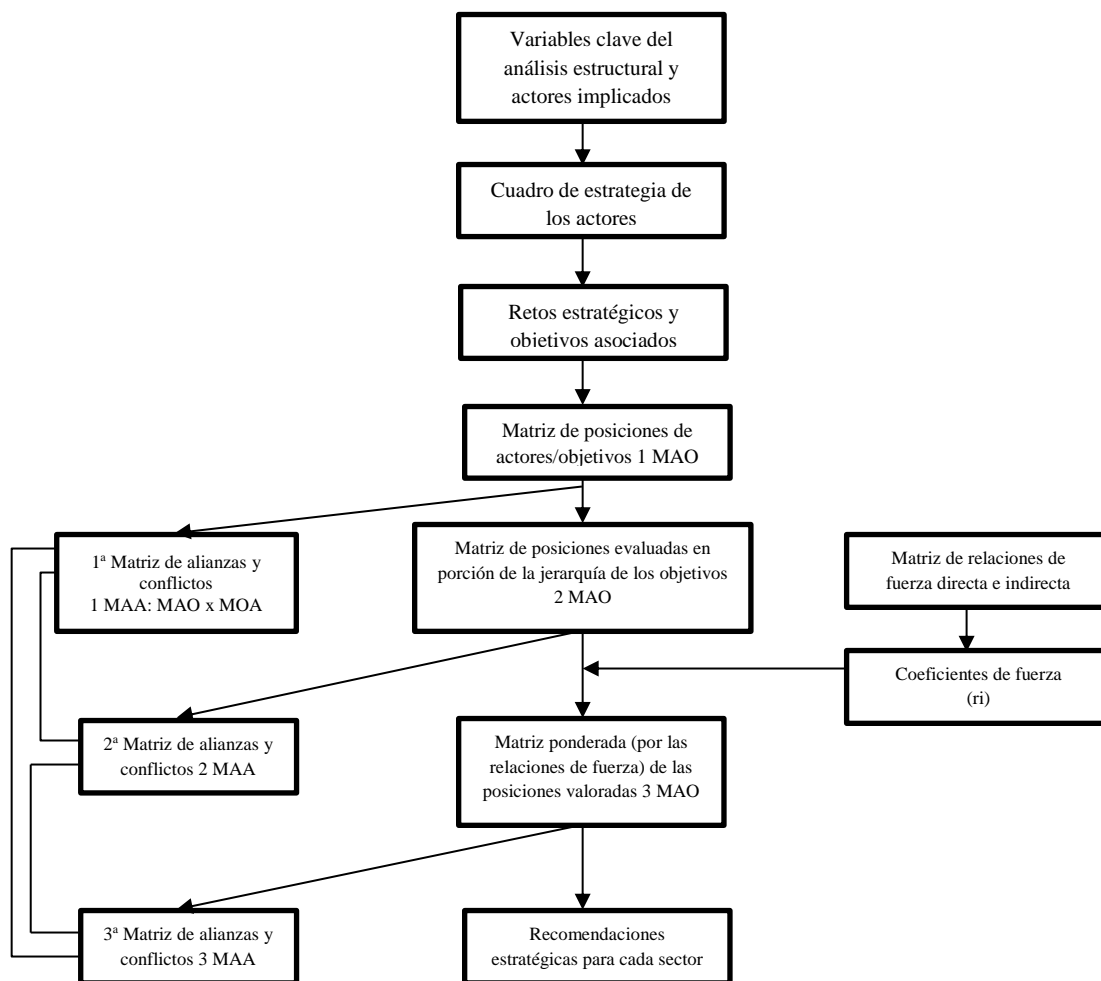 Variables clave del
análisis estructural y
actores implicados
Cuadro de estrategia de
los actores
Retos estratégicos y
objetivos asociados
Matriz de posiciones de
actores/objetivos 1 MAO
1ª Matriz de alianzas y
conflictos
1 MAA: MAO x MOA
Matriz de posiciones evaluadas en
porción de la jerarquía de los objetivos
2 MAO
Matriz de relaciones de
fuerza directa e indirecta
Coeficientes de fuerza
(ri)
2ª Matriz de alianzas y
conflictos 2 MAA
Matriz ponderada (por las
relaciones de fuerza) de las
posiciones valoradas 3 MAO
3ª Matriz de alianzas y
conflictos 3 MAA
Recomendaciones
estratégicas para cada sector